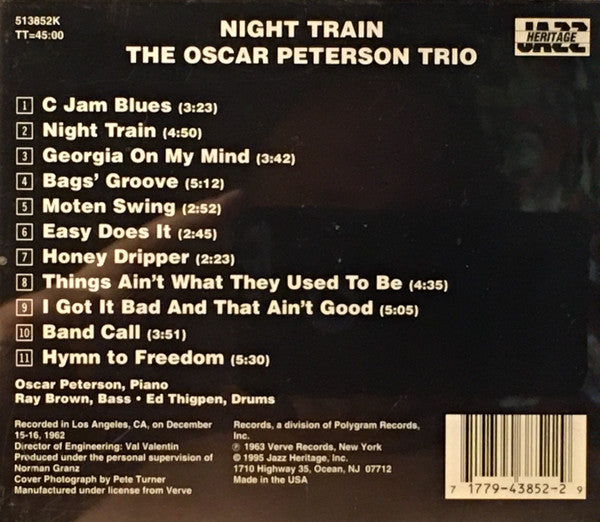 513852K
TT=45:00
NIGHT TRAIN
THE OSCAR PETERSON TRIO
JAZZ
HERITAGE
1 C Jam Blues (3:23)
2 Night Train (4:50)
3 Georgia On My Mind (3:42)
4 Bags' Groove (5:12)
5 Moten Swing (2:52)
6 Easy Does It (2:45)
7 Honey Dripper (2:23)
8 Things Ain't What They Used To Be (4:35)
9 I Got It Bad And That Ain't Good (5:05)
10 Band Call (3:51)
11 Hymn to Freedom (5:30)
Oscar Peterson, Piano
Ray Brown, Bass • Ed Thigpen, Drums
Recorded in Los Angeles, CA, on December
15-16, 1962
Director of Engineering: Val Valentin
Produced under the personal supervision of
Norman Granz
Cover Photograph by Pete Turner
Manufactured under license from Verve
Records, a division of Polygram Records,
Inc.
℗ 1963 Verve Records, New York
© 1995 Jazz Heritage, Inc.
1710 Highway 35, Ocean, NJ 07712
Made in the USA
7 1779-43852-2 9